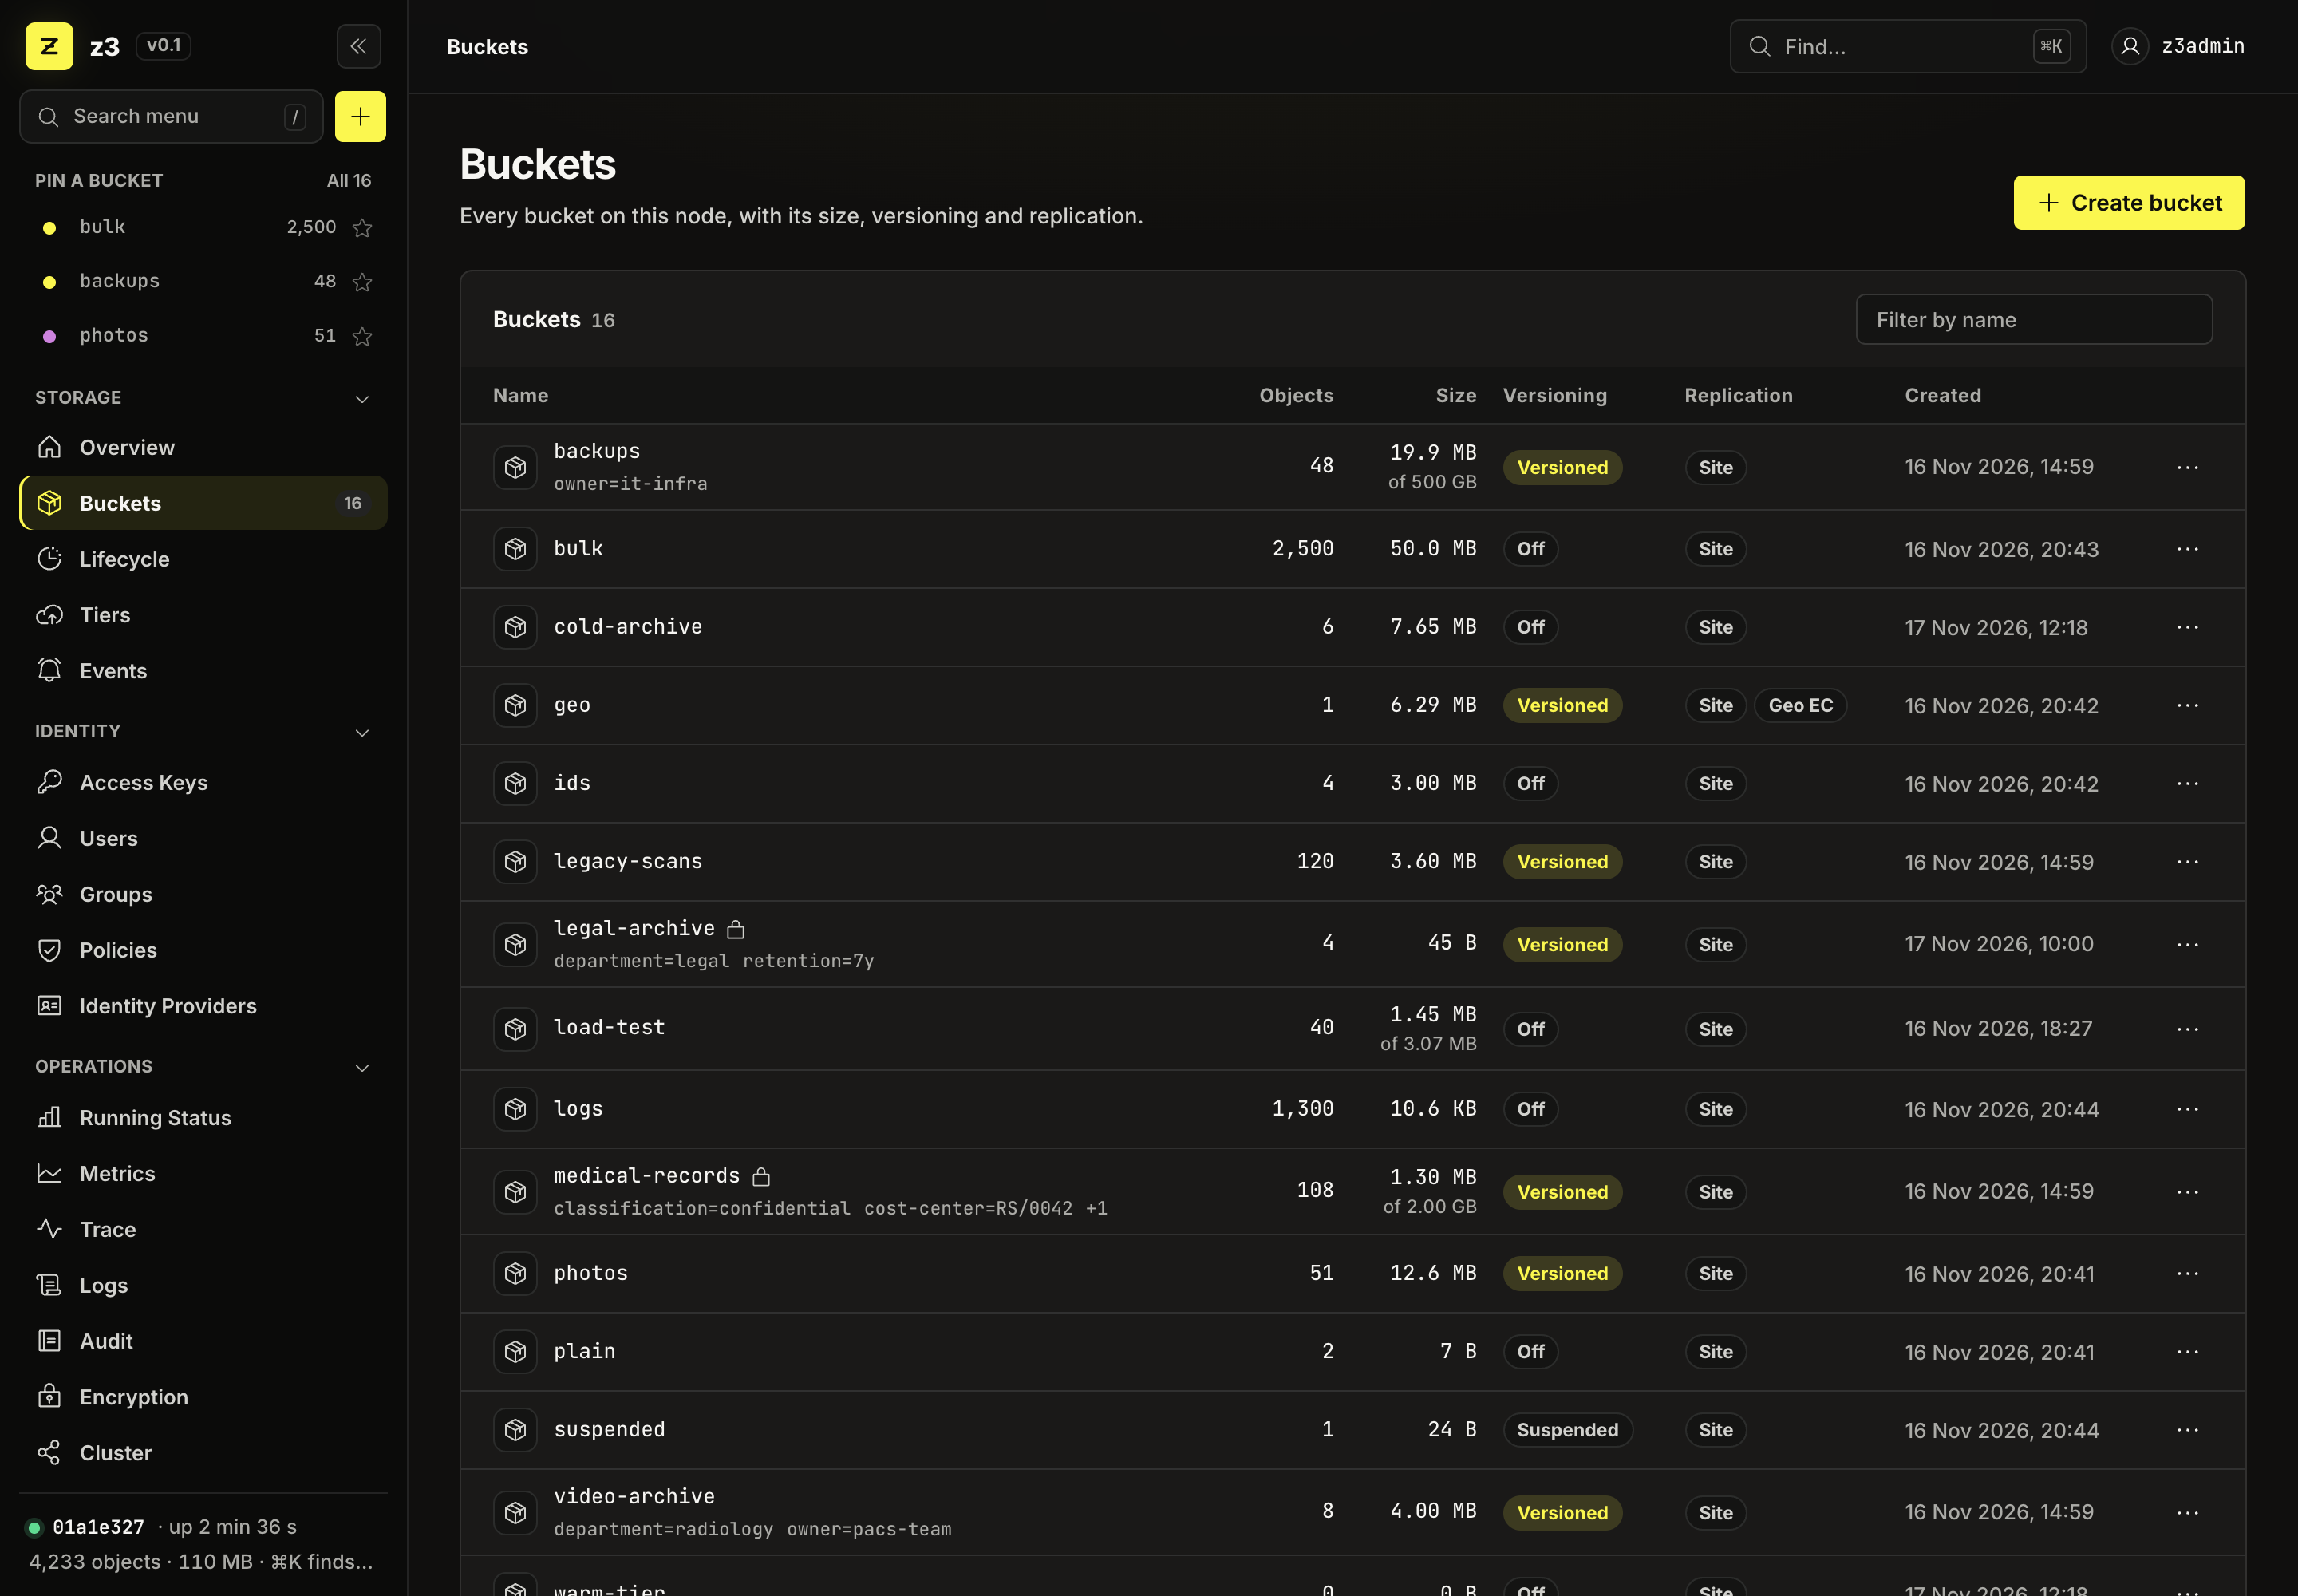 z3 v0.1
Search menu /
PIN A BUCKET All 16
bulk 2,500
backups 48
photos 51
STORAGE
Overview
Buckets 16
Lifecycle
Tiers
Events
IDENTITY
Access Keys
Users
Groups
Policies
Identity Providers
OPERATIONS
Running Status
Metrics
Trace
Logs
Audit
Encryption
Cluster
01a1e327 · up 2 min 36 s
4,233 objects · 110 MB · ⌘K finds...
Buckets
Find... ⌘K z3admin
Buckets
Every bucket on this node, with its size, versioning and replication.
Create bucket
Buckets 16
Filter by name
Name Objects Size Versioning Replication Created
backups 48 19.9 MB Versioned Site 16 Nov 2026, 14:59
owner=it-infra of 500 GB
bulk 2,500 50.0 MB Off Site 16 Nov 2026, 20:43
cold-archive 6 7.65 MB Off Site 17 Nov 2026, 12:18
geo 1 6.29 MB Versioned Site Geo EC 16 Nov 2026, 20:42
ids 4 3.00 MB Off Site 16 Nov 2026, 20:42
legacy-scans 120 3.60 MB Versioned Site 16 Nov 2026, 14:59
legal-archive 4 45 B Versioned Site 17 Nov 2026, 10:00
department=legal retention=7y
load-test 40 1.45 MB Off Site 16 Nov 2026, 18:27
of 3.07 MB
logs 1,300 10.6 KB Off Site 16 Nov 2026, 20:44
medical-records 108 1.30 MB Versioned Site 16 Nov 2026, 14:59
classification=confidential cost-center=RS/0042 +1 of 2.00 GB
photos 51 12.6 MB Versioned Site 16 Nov 2026, 20:41
plain 2 7 B Off Site 16 Nov 2026, 20:41
suspended 1 24 B Suspended Site 16 Nov 2026, 20:44
video-archive 8 4.00 MB Versioned Site 16 Nov 2026, 14:59
department=radiology owner=pacs-team
warm-tier 0 0 B Off Site 17 Nov 2026, 12:18